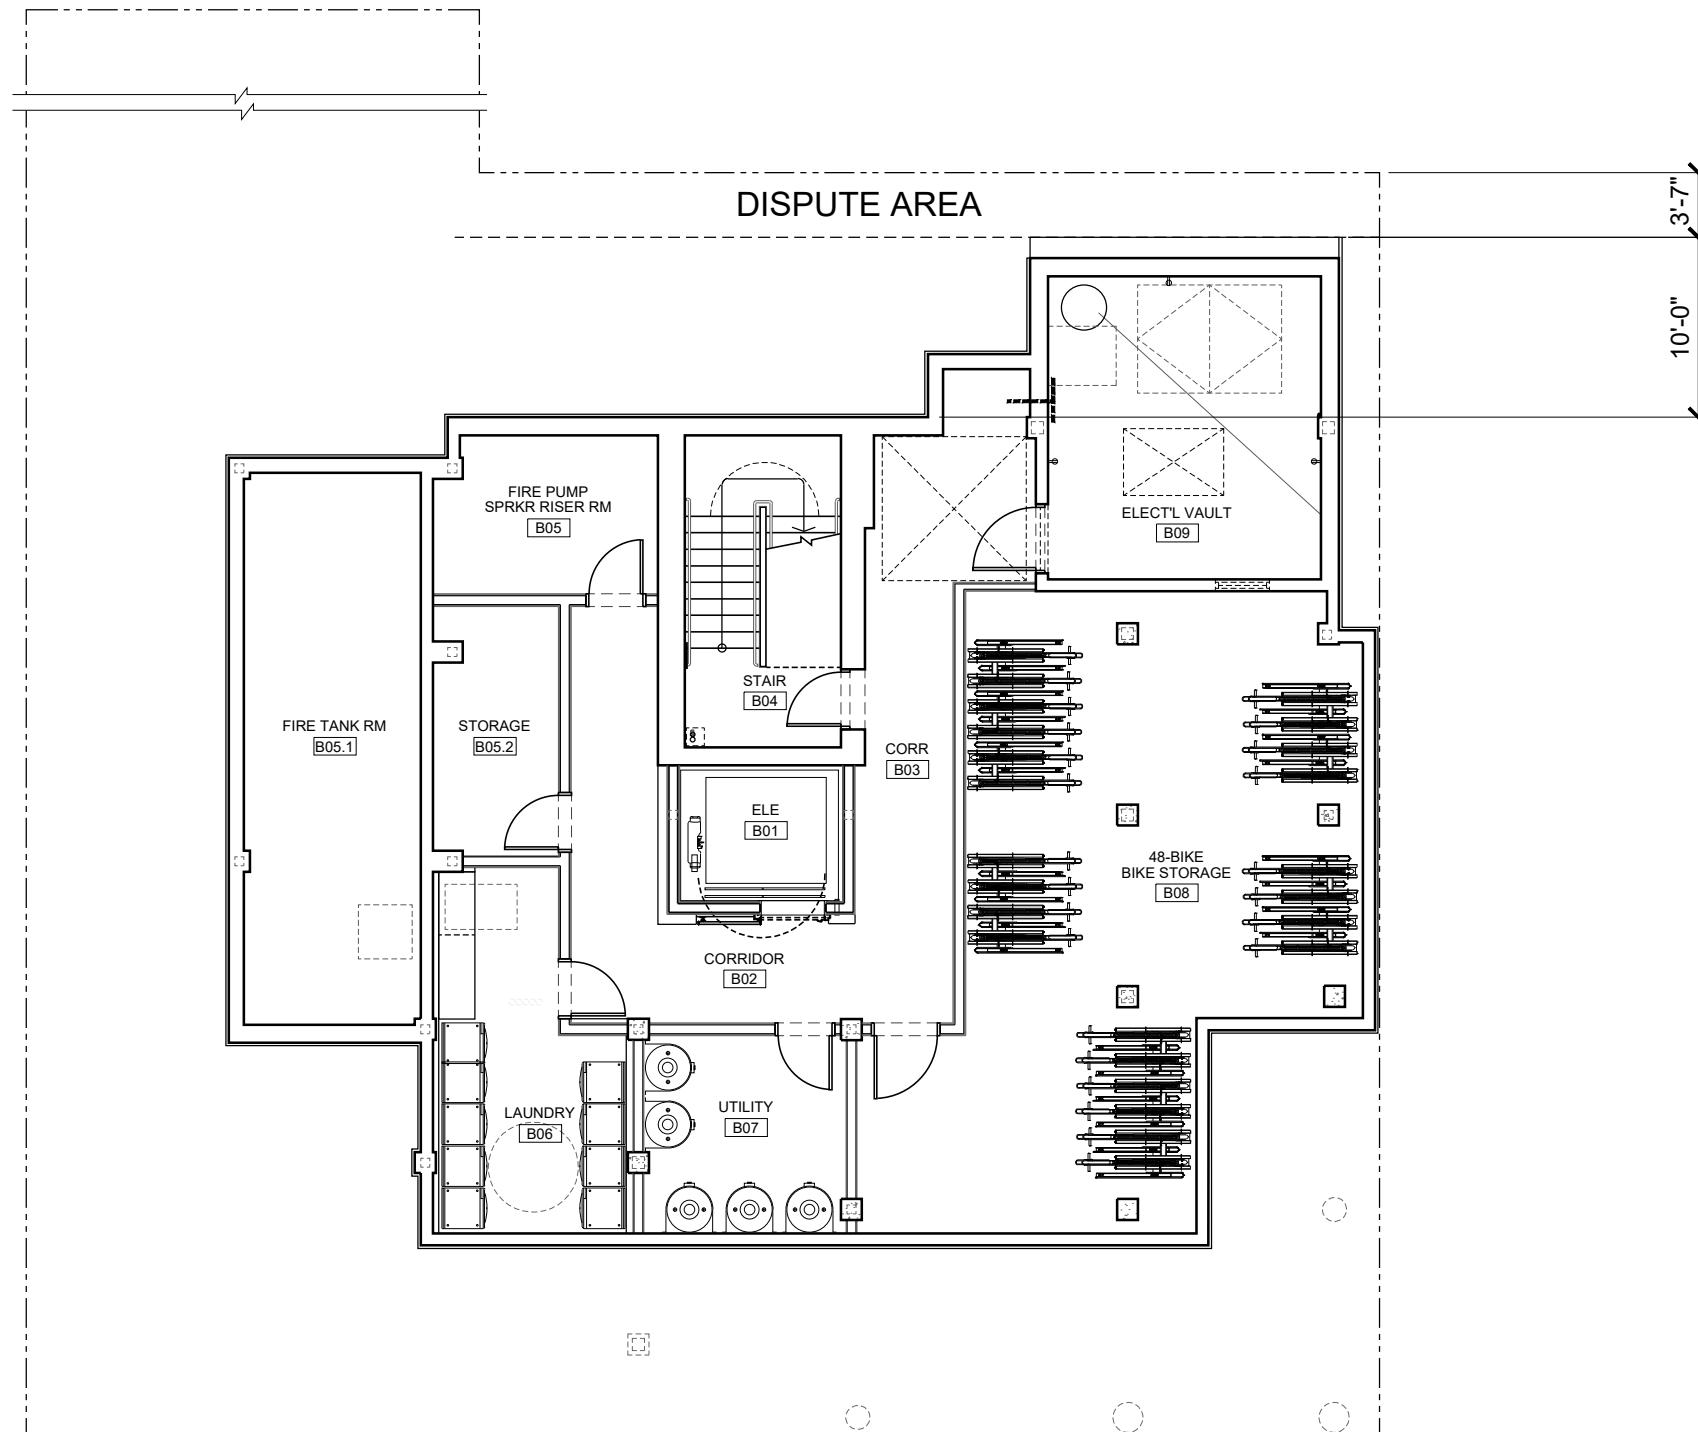 DISPUTE AREA
3'-7"
10'-0"
FIRE PUMP
SPRKR RISER RM
B05
ELECT'L VAULT
B09
STAIR
B04
FIRE TANK RM
B05.1
STORAGE
B05.2
CORR
B03
ELE
B01
48-BIKE
BIKE STORAGE
B08
CORRIDOR
B02
LAUNDRY
B06
UTILITY
B07